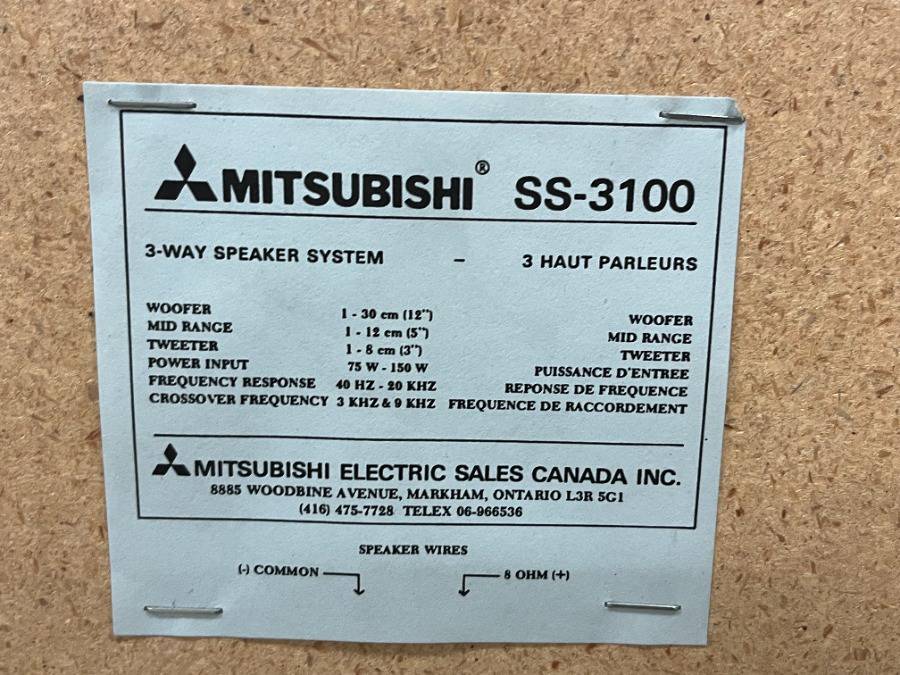 MITSUBISHI® SS-3100
3-WAY SPEAKER SYSTEM - 3 HAUT PARLEURS
WOOFER 1 - 30 cm (12") WOOFER
MID RANGE 1 - 12 cm (5") MID RANGE
TWEETER 1 - 8 cm (3") TWEETER
POWER INPUT 75 W - 150 W PUISSANCE D'ENTREE
FREQUENCY RESPONSE 40 HZ - 20 KHZ REPONSE DE FREQUENCE
CROSSOVER FREQUENCY 3 KHZ & 9 KHZ FREQUENCE DE RACCORDEMENT
MITSUBISHI ELECTRIC SALES CANADA INC.
8885 WOODBINE AVENUE, MARKHAM, ONTARIO L3R 5G1
(416) 475-7728 TELEX 06-966536
SPEAKER WIRES
(-) COMMON 8 OHM (+)